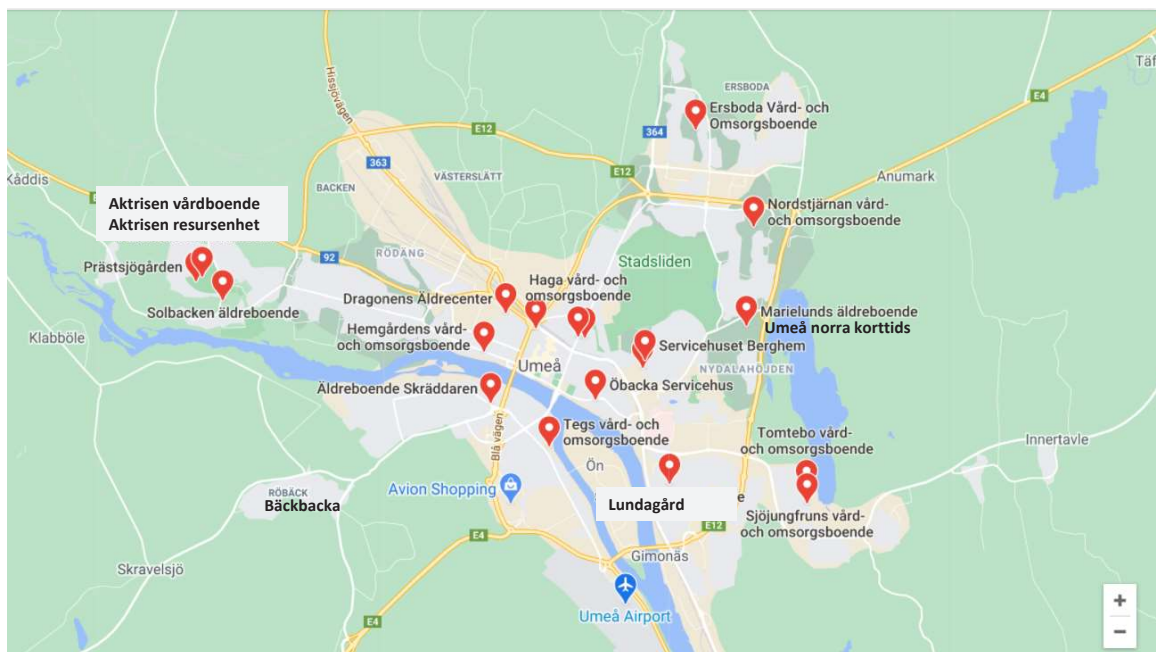 Täf
E4
ERSBODA
Hissjövägen
Ersboda Vård- och
Omsorgsboende
364
E12
363
VÄSTERSLÄTT
E12
BACKEN
Anumark
Kåddis
Aktrisen vårdboende
Aktrisen resursenhet
Nordstjärnan vård-
och omsorgsboende
RÖDÄNG
92
Stadsliden
Prästsjögården
Haga vård- och
omsorgsboende
Dragonens Äldrecenter
Solbacken äldreboende
Marielunds äldreboende
Umeå norra korttids
Klabböle
Hemgårdens vård-
och omsorgsboende
Servicehuset Berghem
Umeå
NYDALAHÖJDEN
Äldreboende Skräddaren
Öbacka Servicehus
Tegs vård- och
omsorgsboende
Tomtebo vård-
och omsorgsboende
Innertavle
Blå vägen
Ön
Avion Shopping
RÖBÄCK
Bäckbacka
Lundagård
e
Sjöjungfruns vård-
och omsorgsboende
E12
E4
Gimonäs
Skravelsjö
Umeå Airport
E4
+
−